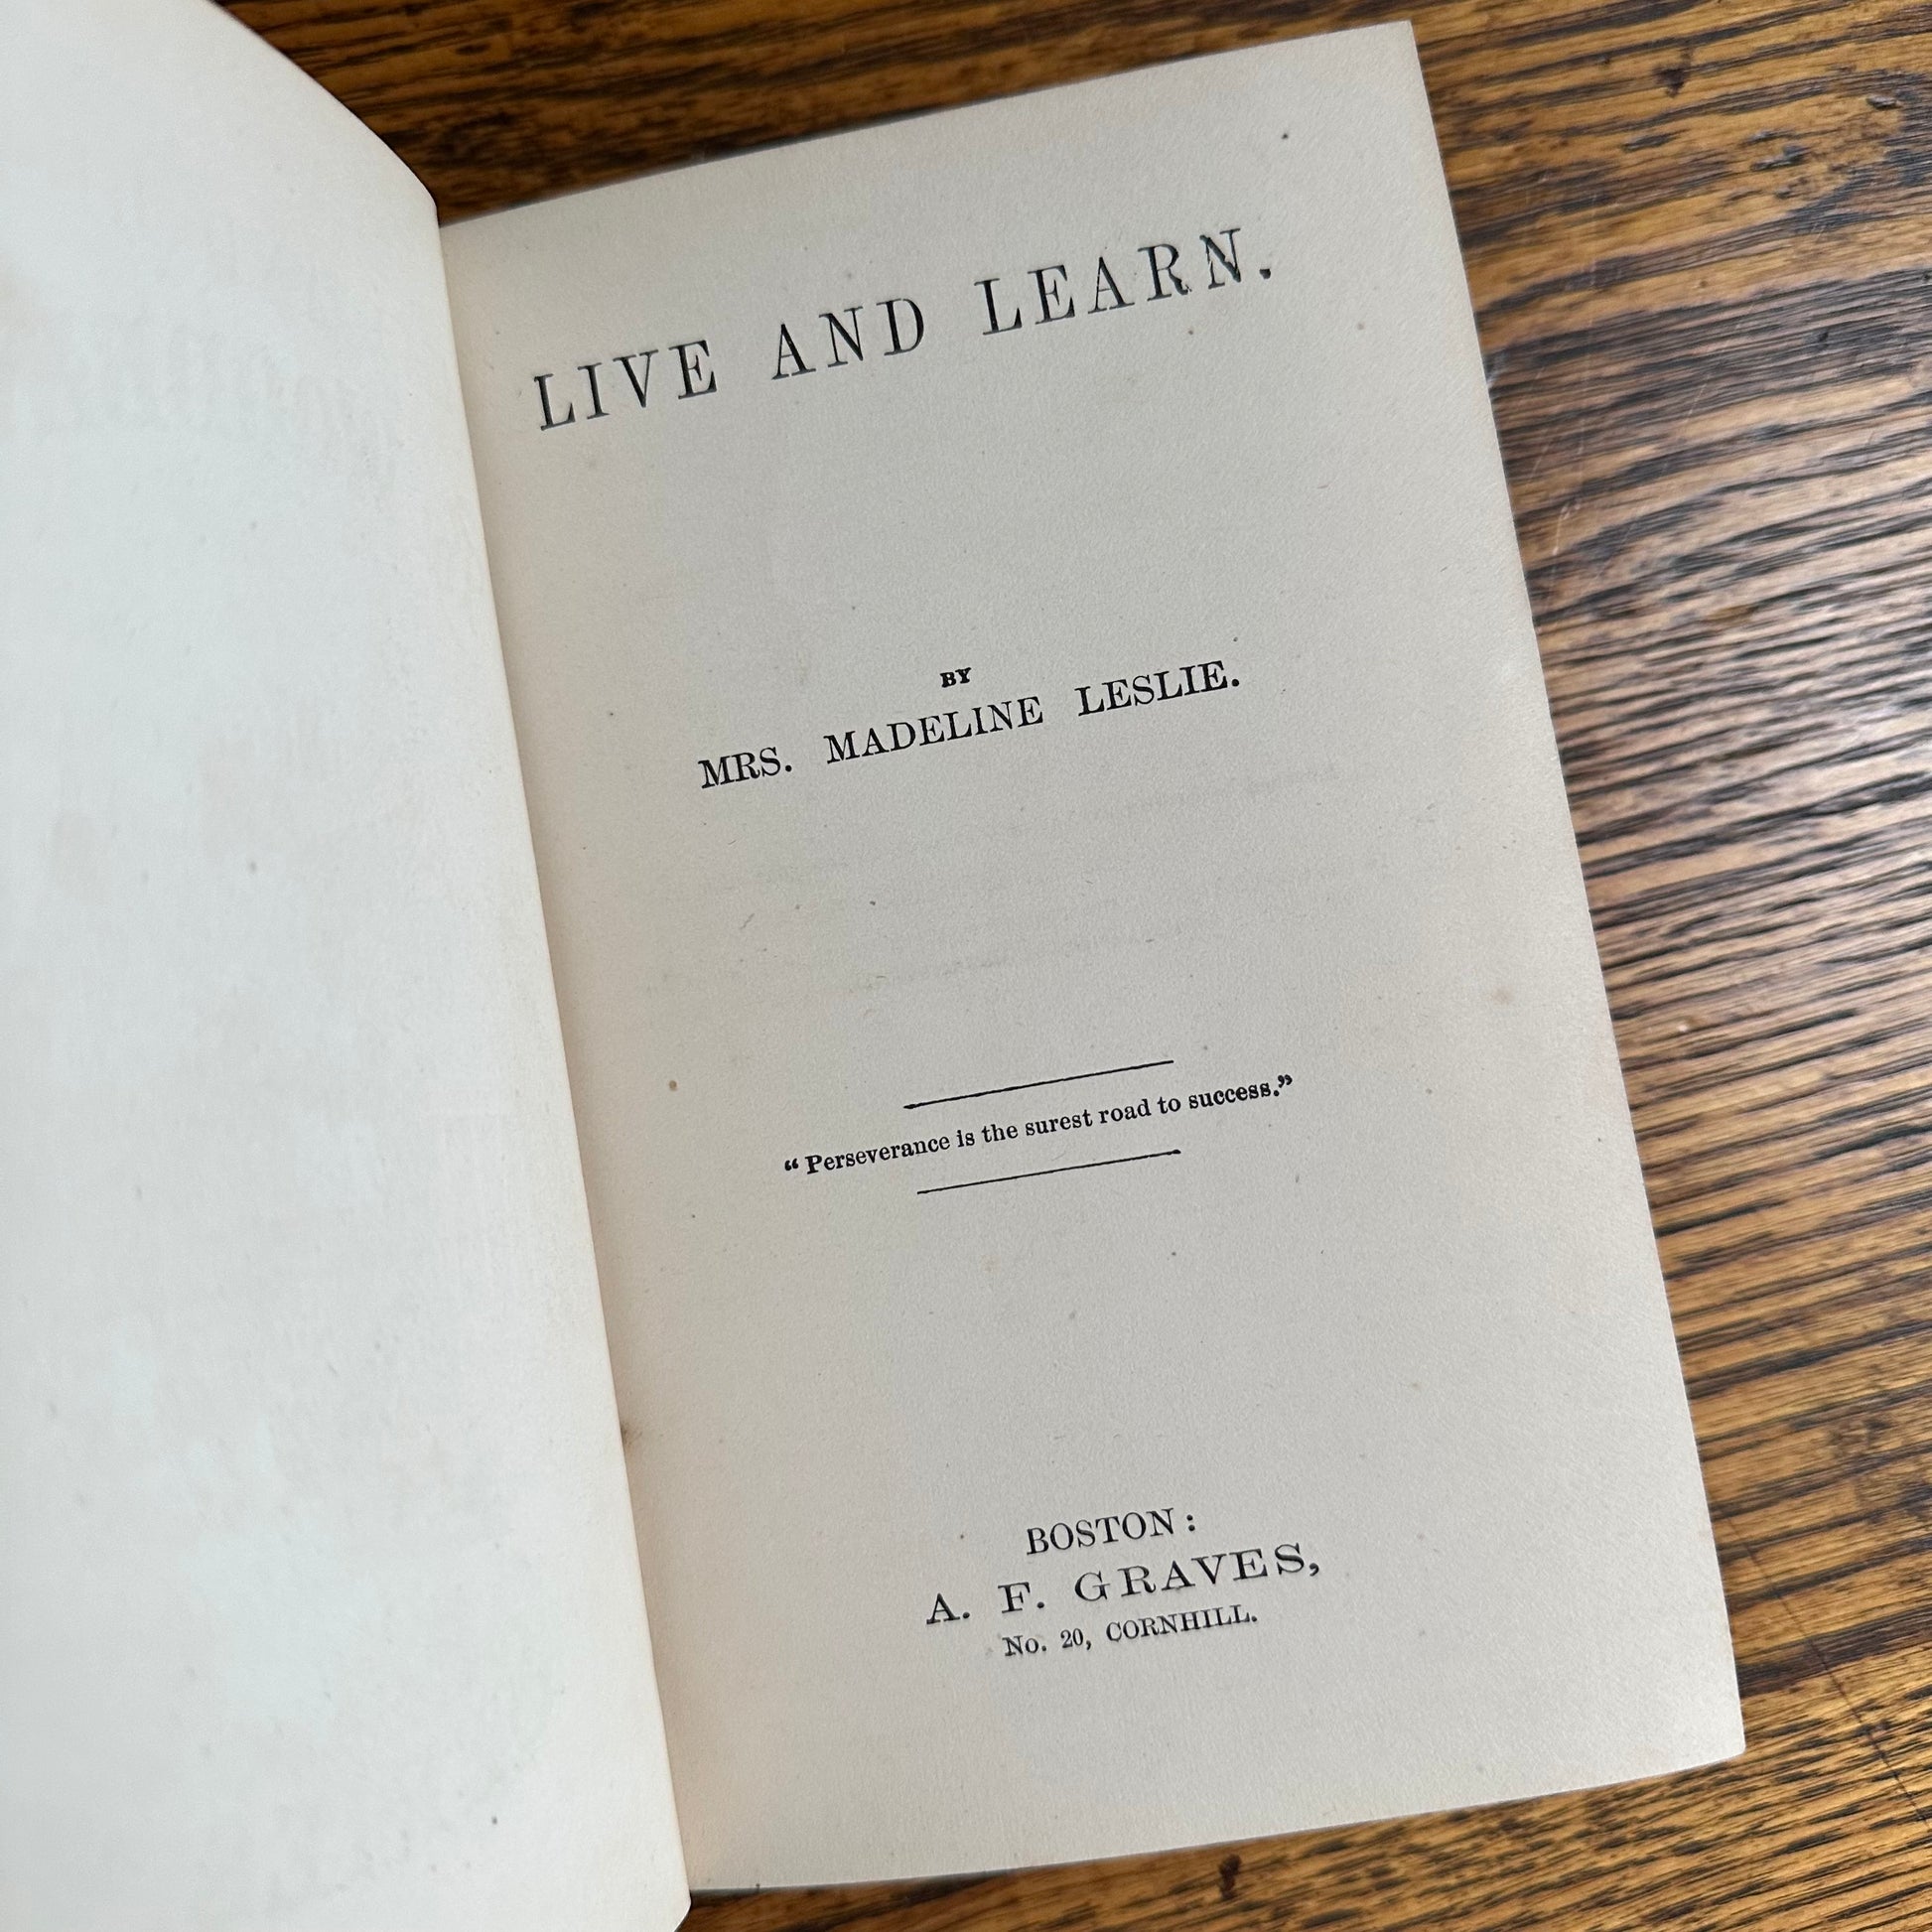 LIVE AND LEARN.
BY
MRS. MADELINE LESLIE.
“Perseverance is the surest road to success.”
BOSTON:
A. F. GRAVES,
No. 20, CORNHILL.